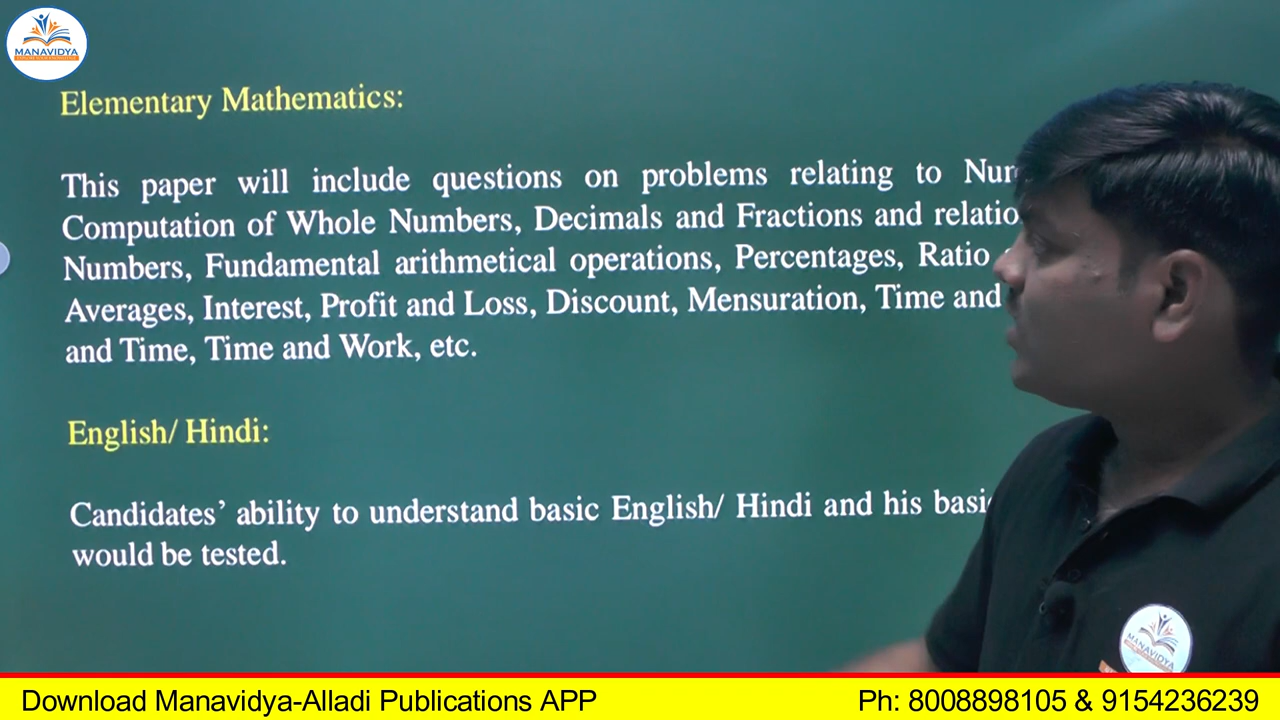 MANAVIDYA
Elementary Mathematics:
This paper will include questions on problems relating to
Computation of Whole Numbers, Decimals and Fractions and
Numbers, Fundamental arithmetical operations, Percentages, Ratio
Averages, Interest, Profit and Loss, Discount, Mensuration, Time and
and Time, Time and Work, etc.
English/ Hindi:
Candidates’ ability to understand basic English/ Hindi and his
would be tested.
MANAVIDYA
Download Manavidya-Alladi Publications APP
Ph: 8008898105 & 9154236239